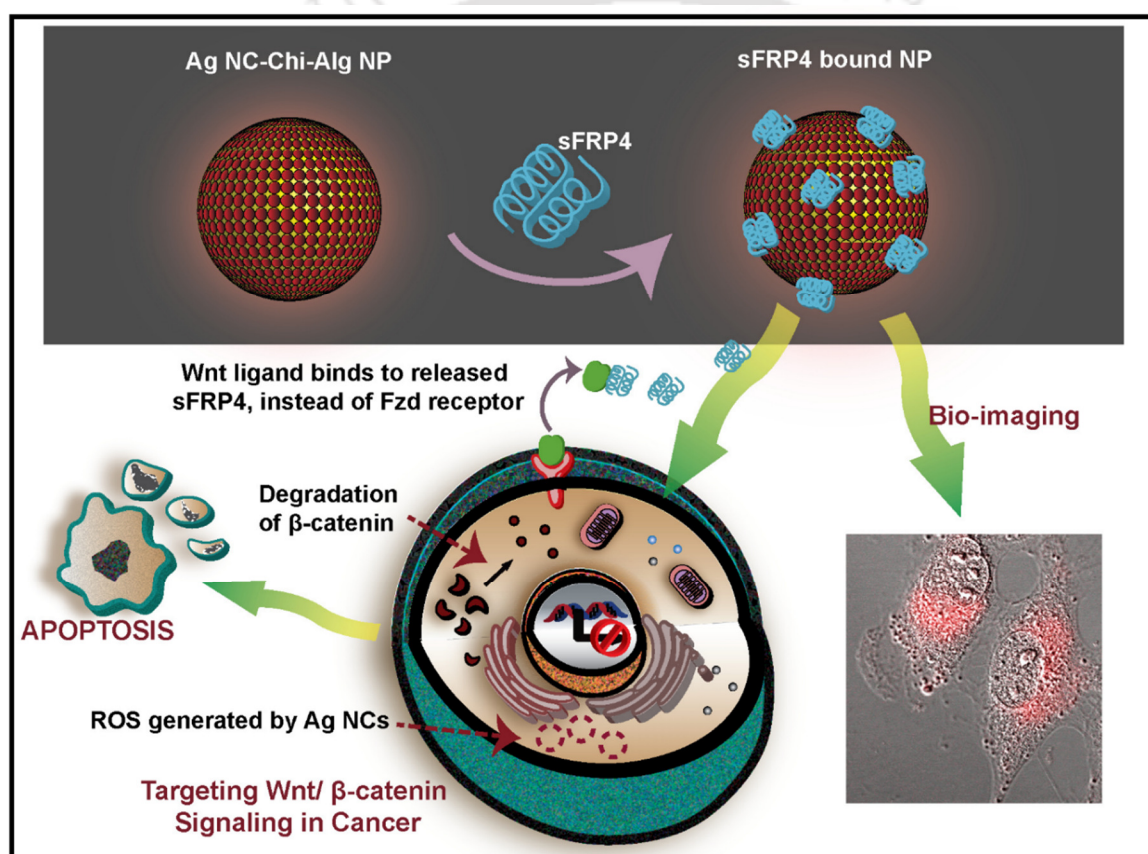 Ag NC-Chi-Alg NP
sFRP4 bound NP
sFRP4
Wnt ligand binds to released
sFRP4, instead of Fzd receptor
Bio-imaging
Degradation
of β-catenin
APOPTOSIS
ROS generated by Ag NCs
Targeting Wnt/ β-catenin
Signaling in Cancer